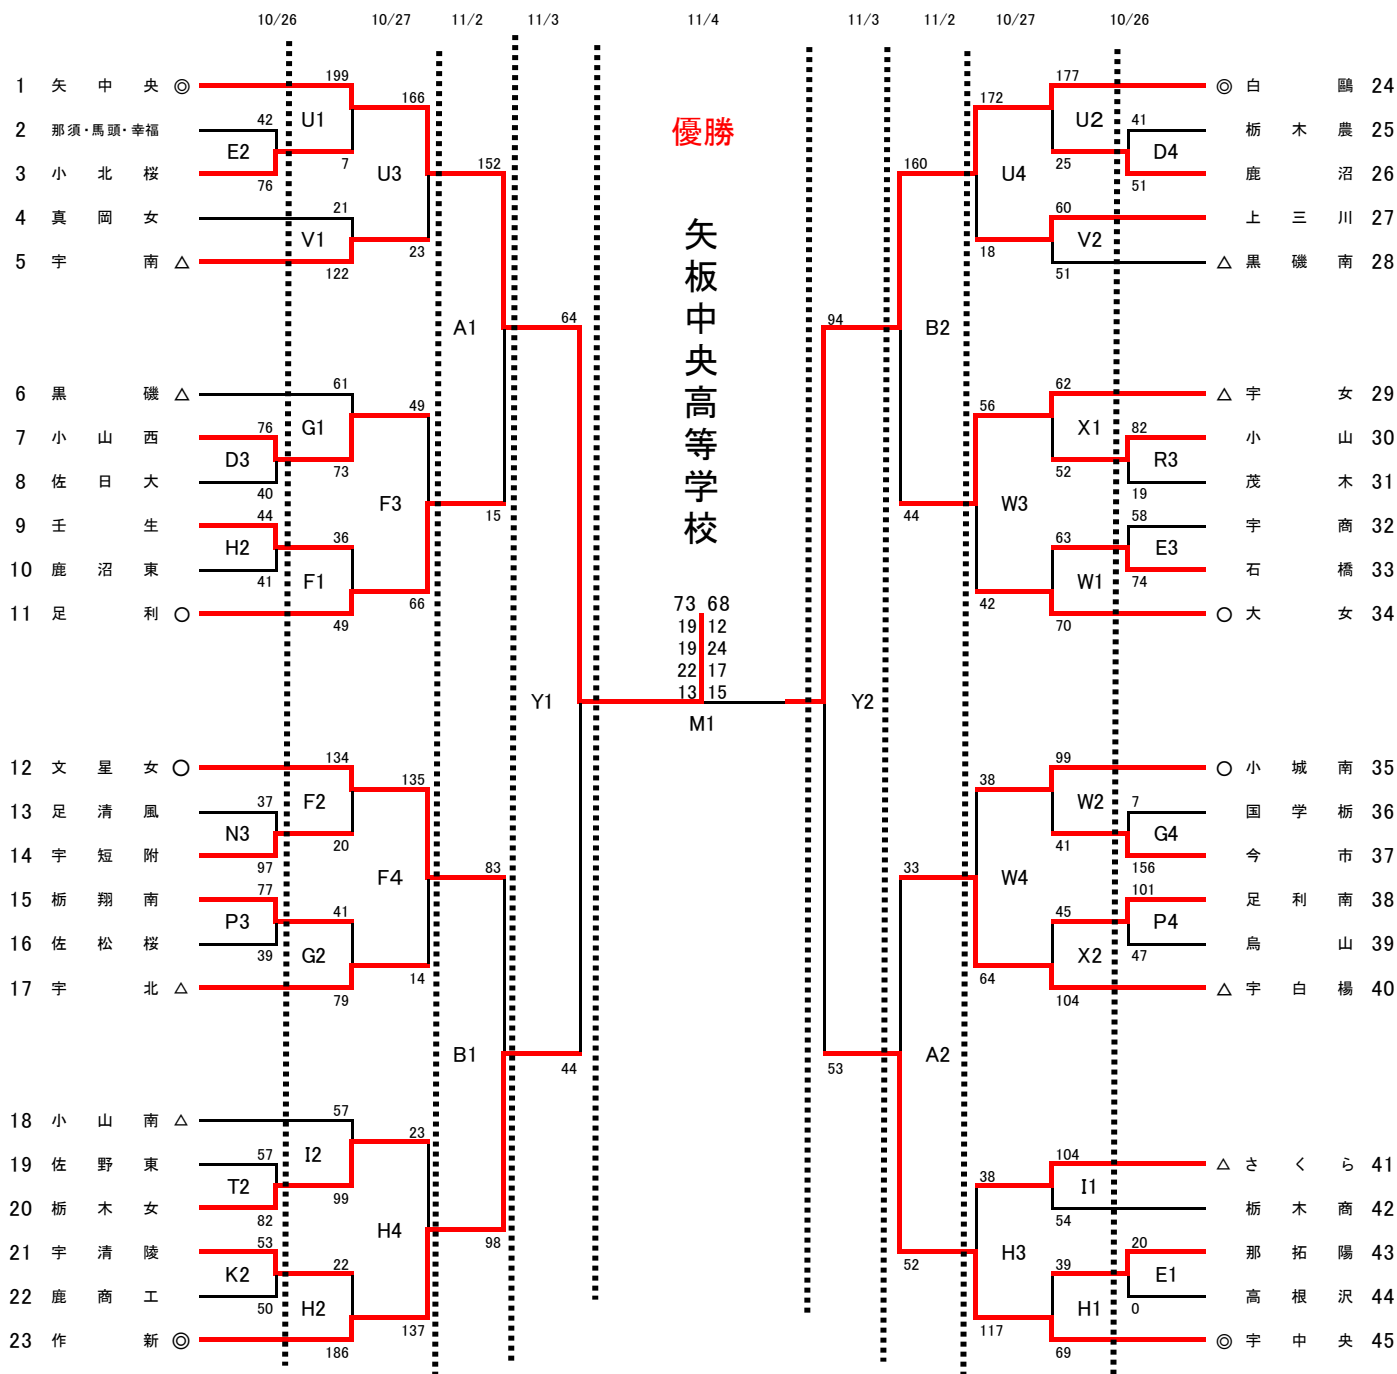 10/26 10/27 11/2 11/3 11/4 11/3 11/2 10/27 10/26
優勝
矢板中央高等学校
73 68
19 12
19 24
22 17
13 15
M1
1 矢中央 ◎ 199
2 那須・馬頭・幸福 42
3 小北桜 76
4 真岡女 21
5 宇南 △ 122
E2 U1 7 V1 U3 166 23
6 黒磯 △ 61
7 小山西 76
8 佐日大 40
9 壬生 44
10 鹿沼東 41
11 足利 ○ 49
D3 G1 73 H2 36 F1 F3 49 66
A1 152 15
12 文星女 ○ 134
13 足清風 37
14 宇短附 97
15 栃翔南 77
16 佐松桜 39
17 宇北 △ 79
N3 F2 20 P3 41 G2 F4 135 14
18 小山南 △ 57
19 佐野東 57
20 栃木女 82
21 宇清陵 53
22 鹿商工 50
23 作新 ◎ 186
T2 I2 99 K2 22 H2 H4 23 137
B1 83 98
Y1 64 44
177 ◎ 白鷗 24
41 栃木農 25
51 鹿沼 26
60 上三川 27
51 △ 黒磯南 28
D4 U2 25 V2 U4 172 18
62 △ 宇女 29
82 小山 30
19 茂木 31
58 宇商 32
74 石橋 33
70 ○ 大女 34
R3 X1 52 E3 63 W1 W3 56 42
B2 160 44
99 ○ 小城南 35
7 国学栃 36
156 今市 37
101 足利南 38
47 烏山 39
104 △ 宇白楊 40
G4 W2 41 P4 45 X2 W4 38 64
104 △ さくら 41
54 栃木商 42
20 那拓陽 43
0 高根沢 44
69 ◎ 宇中央 45
I1 E1 39 H1 H3 38 117
A2 33 52
Y2 94 53